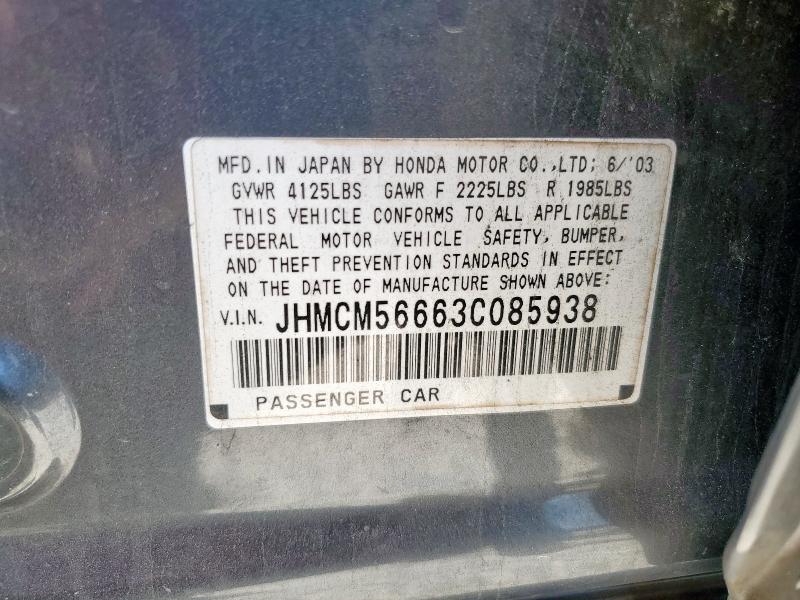 MFD. IN JAPAN BY HONDA MOTOR CO.,LTD; 6/'03
GVWR 4125LBS GAWR F 2225LBS R 1985LBS
THIS VEHICLE CONFORMS TO ALL APPLICABLE
FEDERAL MOTOR VEHICLE SAFETY, BUMPER,
AND THEFT PREVENTION STANDARDS IN EFFECT
ON THE DATE OF MANUFACTURE SHOWN ABOVE:
V.I.N. JHMCM56663C085938
PASSENGER CAR